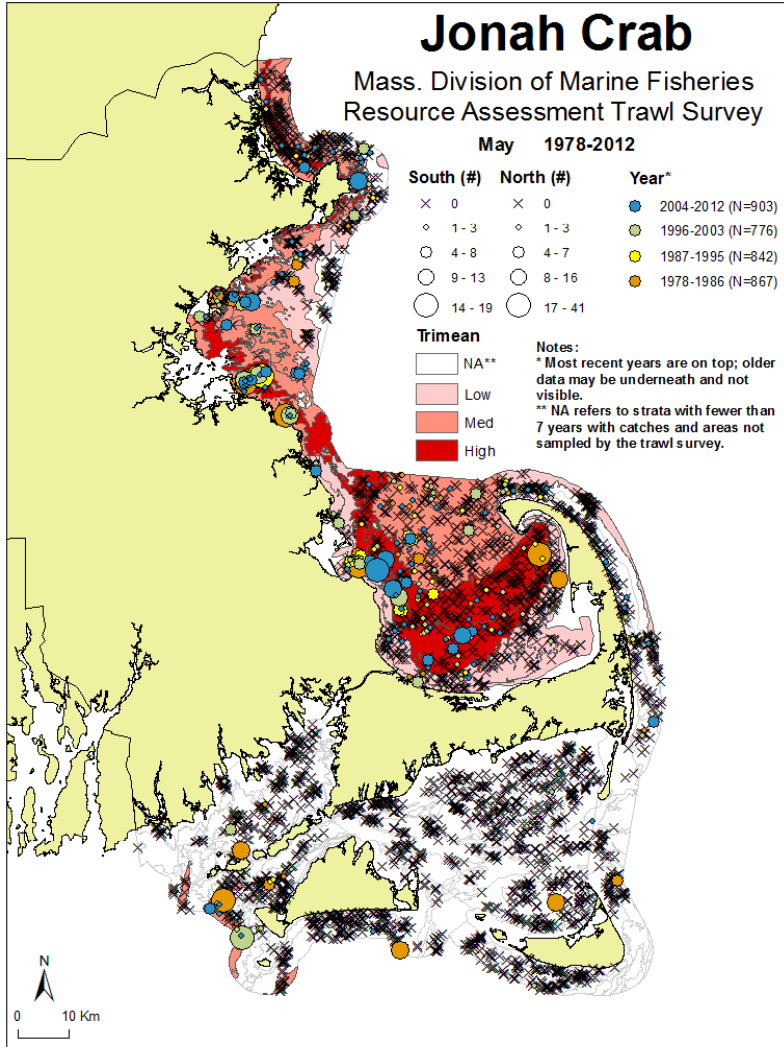 Jonah Crab
Mass. Division of Marine Fisheries
Resource Assessment Trawl Survey
May 1978-2012
South (#) North (#) Year*
0 0 2004-2012 (N=903)
1 - 3 1 - 3 1996-2003 (N=776)
4 - 8 4 - 7 1987-1995 (N=842)
9 - 13 8 - 16 1978-1986 (N=867)
14 - 19 17 - 41
Trimean
NA**
Low
Med
High
Notes:
* Most recent years are on top; older
data may be underneath and not
visible.
** NA refers to strata with fewer than
7 years with catches and areas not
sampled by the trawl survey.
N
0 10 Km